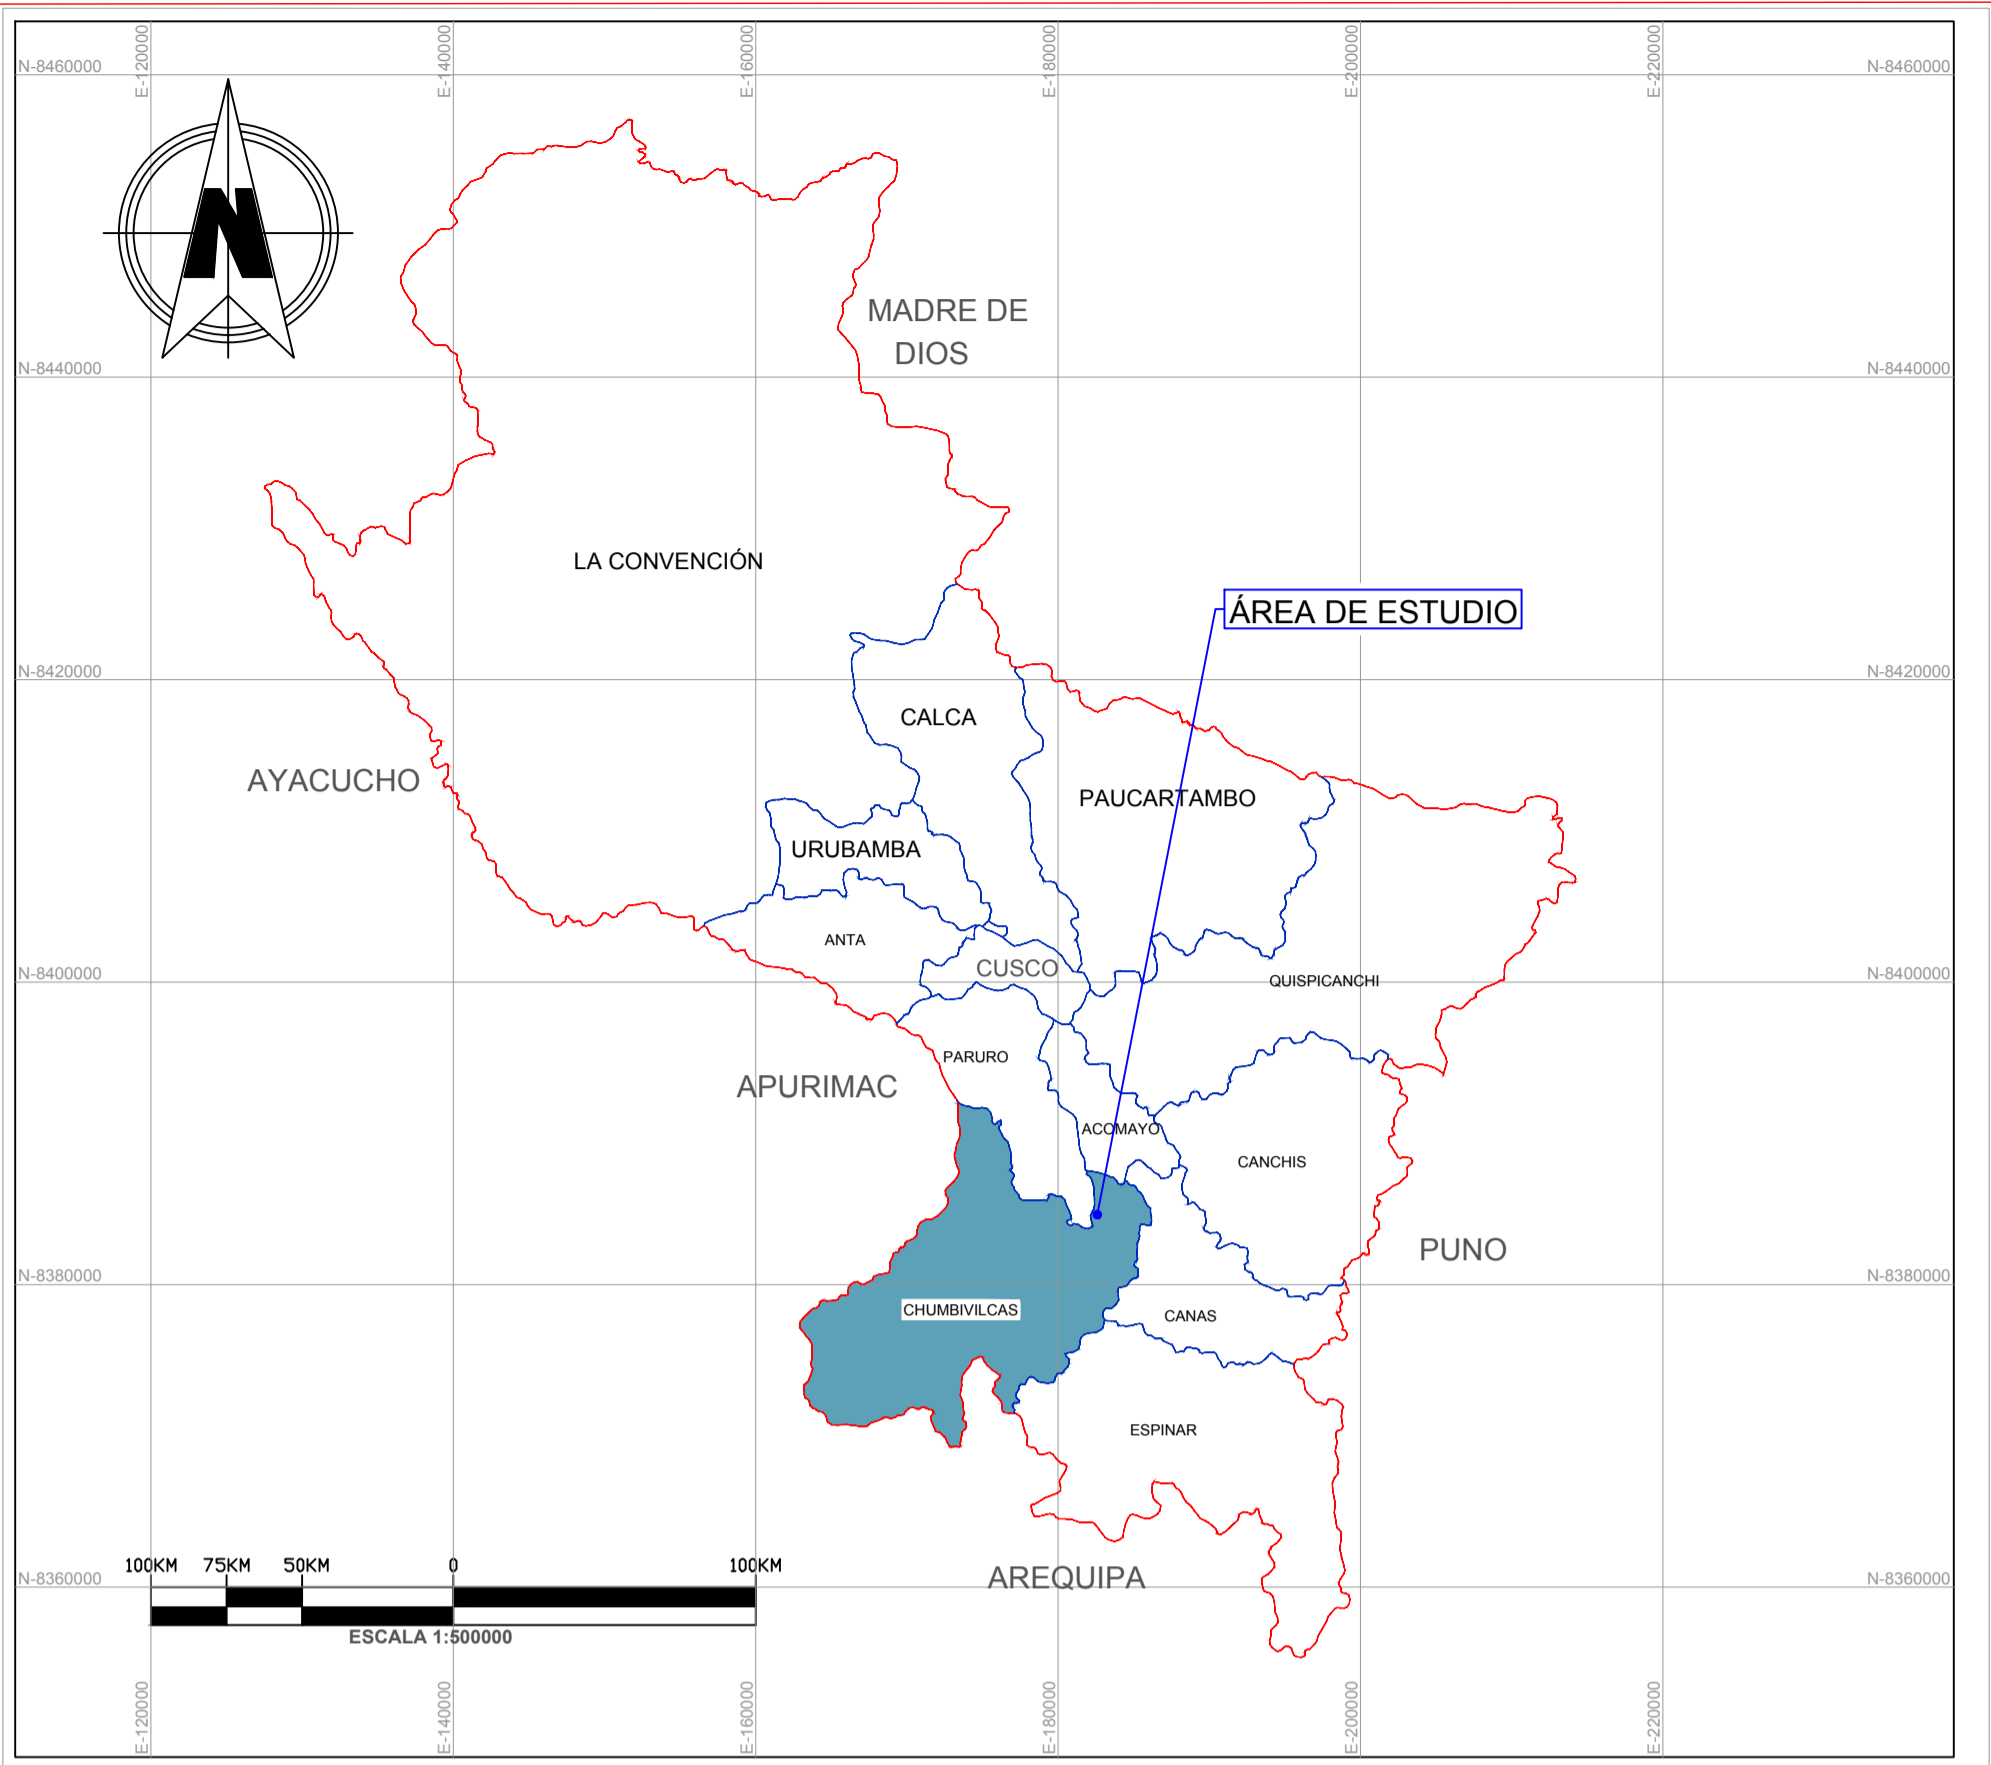 E-120000
E-140000
E-160000
E-180000
E-200000
E-220000
N-8460000
N-8460000
N
MADRE DE
DIOS
N-8440000
N-8440000
LA CONVENCIÓN
ÁREA DE ESTUDIO
N-8420000
N-8420000
CALCA
AYACUCHO
PAUCARTAMBO
URUBAMBA
ANTA
CUSCO
N-8400000
QUISPICANCHI
N-8400000
PARURO
APURIMAC
ACOMAYO
CANCHIS
PUNO
N-8380000
N-8380000
CHUMBIVILCAS
CANAS
ESPINAR
100KM 75KM 50KM 0 100KM
AREQUIPA
N-8360000
N-8360000
ESCALA 1:500000
E-120000
E-140000
E-160000
E-180000
E-200000
E-220000